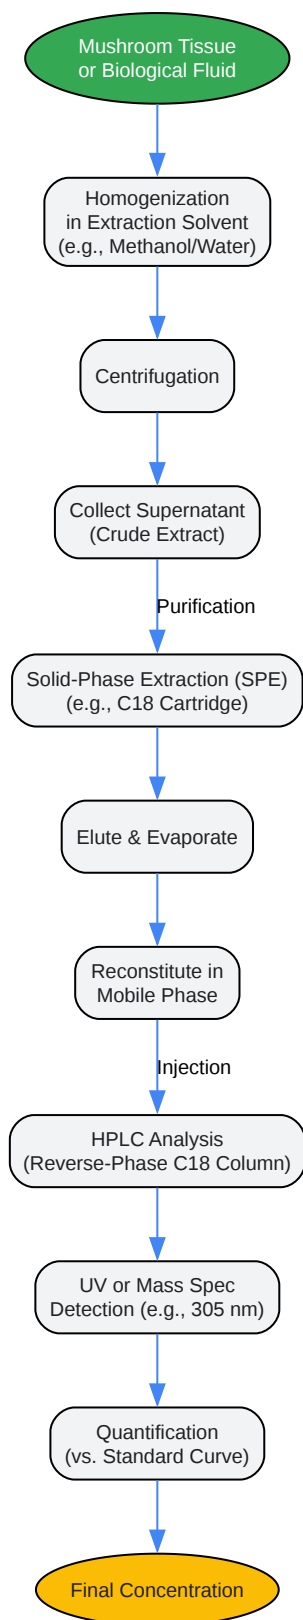 Mushroom Tissue
or Biological Fluid
Homogenization
in Extraction Solvent
(e.g., Methanol/Water)
Centrifugation
Collect Supernatant
(Crude Extract)
Purification
Solid-Phase Extraction (SPE)
(e.g., C18 Cartridge)
Elute & Evaporate
Reconstitute in
Mobile Phase
Injection
HPLC Analysis
(Reverse-Phase C18 Column)
UV or Mass Spec
Detection (e.g., 305 nm)
Quantification
(vs. Standard Curve)
Final Concentration